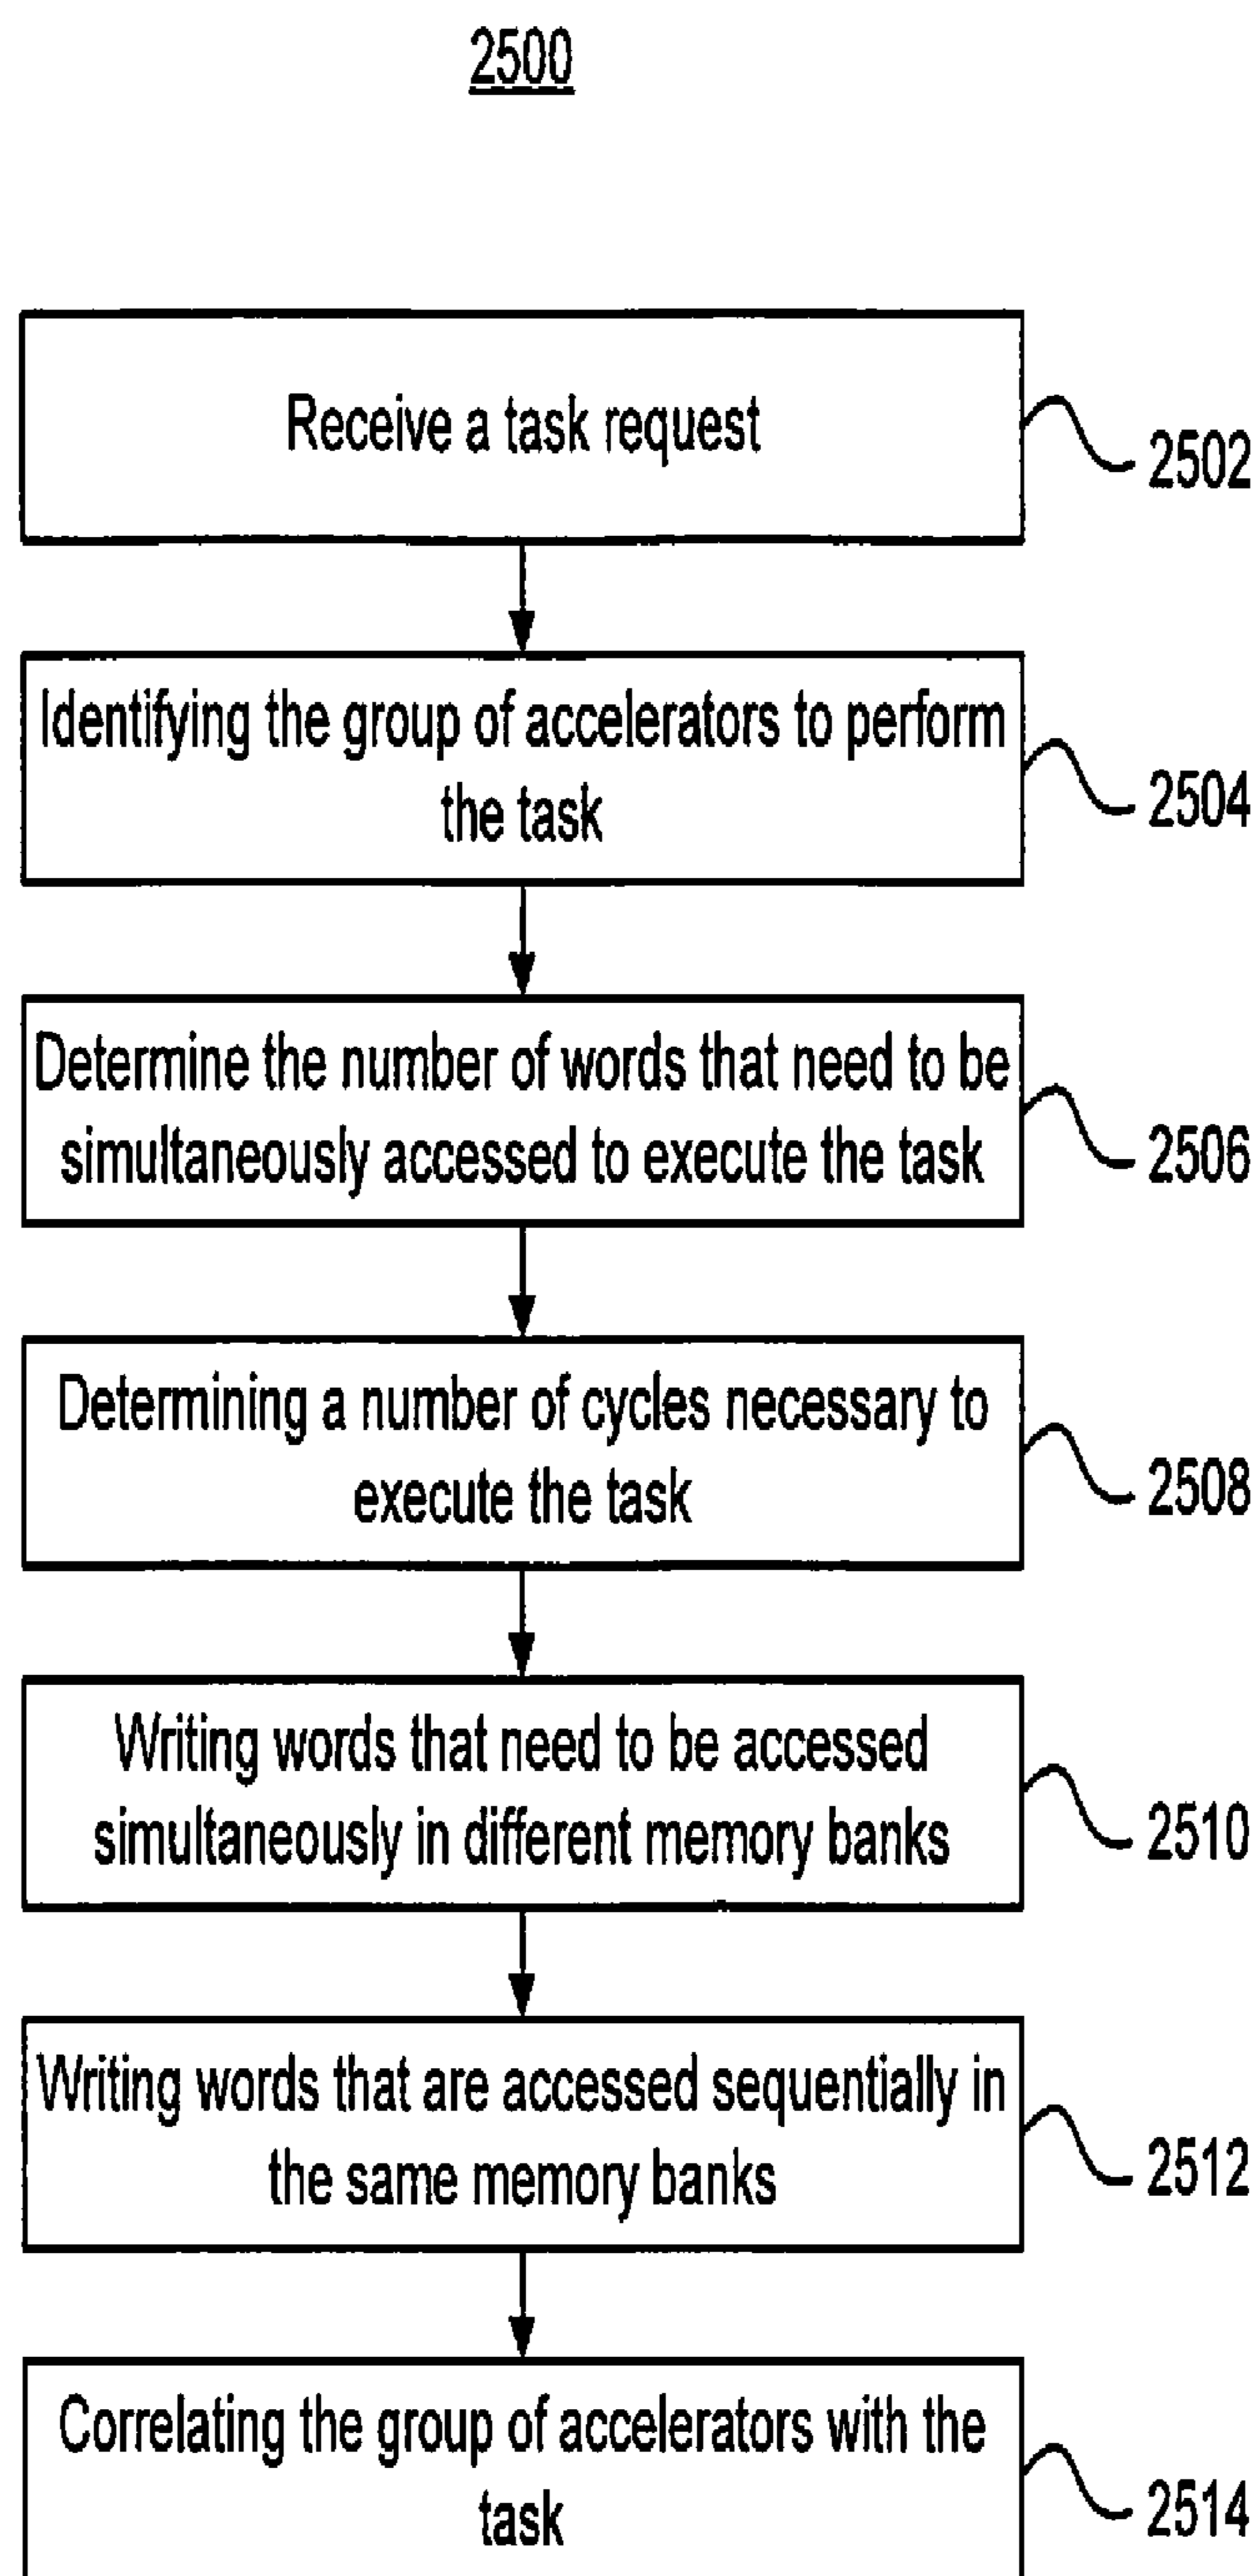 2500
Receive a task request
2502
Identifying the group of accelerators to perform
the task
2504
Determine the number of words that need to be
simultaneously accessed to execute the task
2506
Determining a number of cycles necessary to
execute the task
2508
Writing words that need to be accessed
simultaneously in different memory banks
2510
Writing words that are accessed sequentially in
the same memory banks
2512
Correlating the group of accelerators with the
task
2514